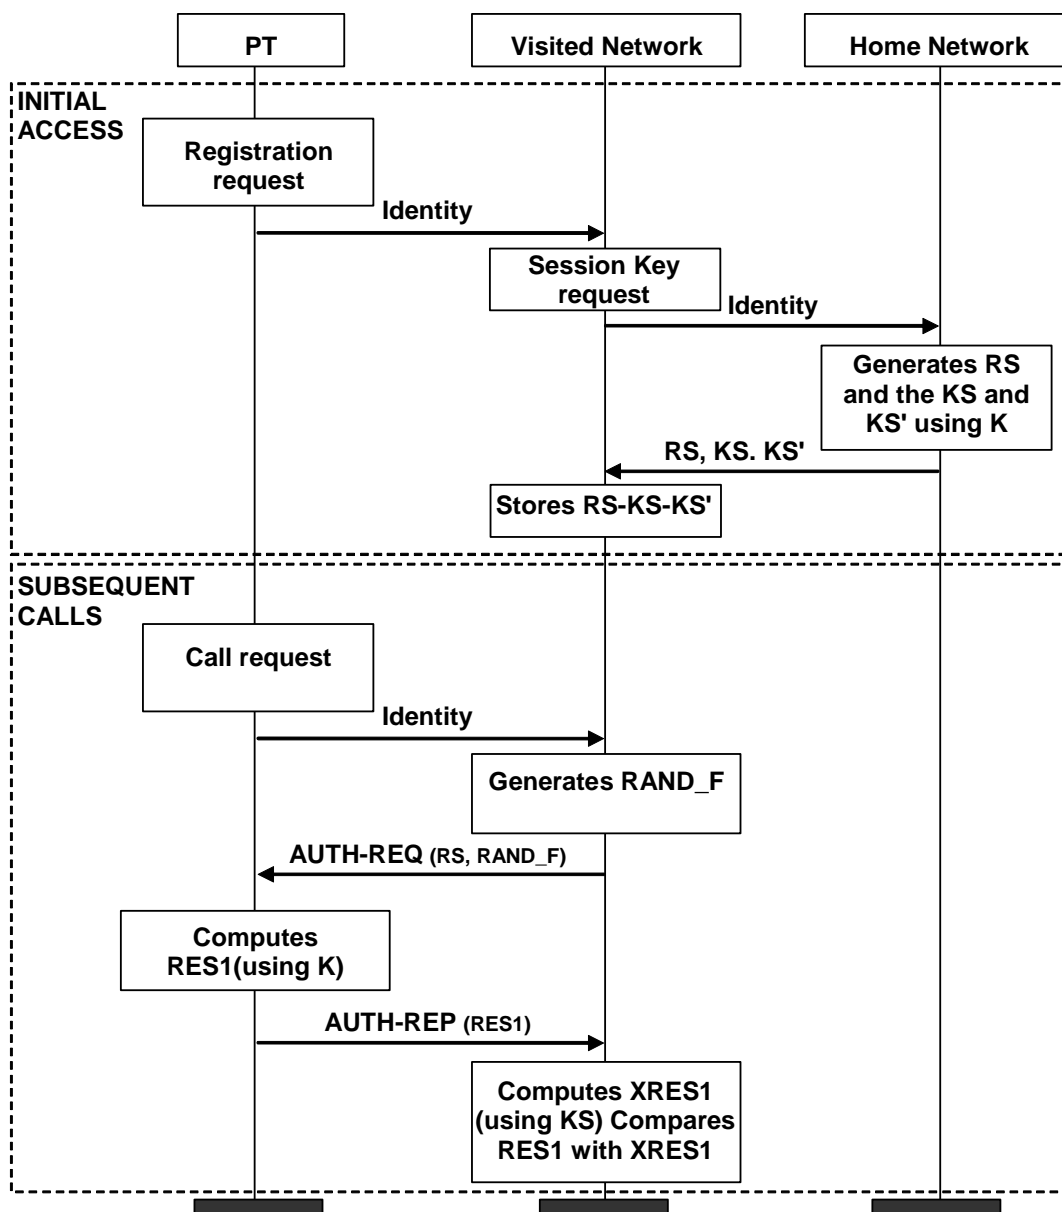 PT
Visited Network
Home Network
INITIAL
ACCESS
Registration
request
Identity
Session Key
request
Identity
Generates RS
and the KS and
KS' using K
RS, KS. KS'
Stores RS-KS-KS'
SUBSEQUENT
CALLS
Call request
Identity
Generates RAND_F
AUTH-REQ (RS, RAND_F)
Computes
RES1(using K)
AUTH-REP (RES1)
Computes XRES1
(using KS) Compares
RES1 with XRES1